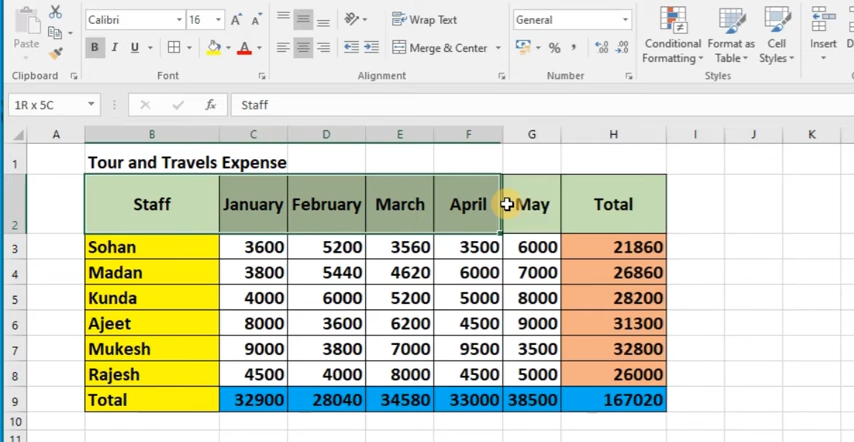 Calibri 16 A A Wrap Text General
Paste B I U A Merge & Center % , Conditional Formatting Format as Table Cell Styles Insert
Clipboard Font Alignment Number Styles
1R x 5C fx Staff
A B C D E F G H I J K
1 Tour and Travels Expense
2 Staff January February March April May Total
3 Sohan 3600 5200 3560 3500 6000 21860
4 Madan 3800 5440 4620 6000 7000 26860
5 Kunda 4000 6000 5200 5000 8000 28200
6 Ajeet 8000 3600 6200 4500 9000 31300
7 Mukesh 9000 3800 7000 9500 3500 32800
8 Rajesh 4500 4000 8000 4500 5000 26000
9 Total 32900 28040 34580 33000 38500 167020
10
11